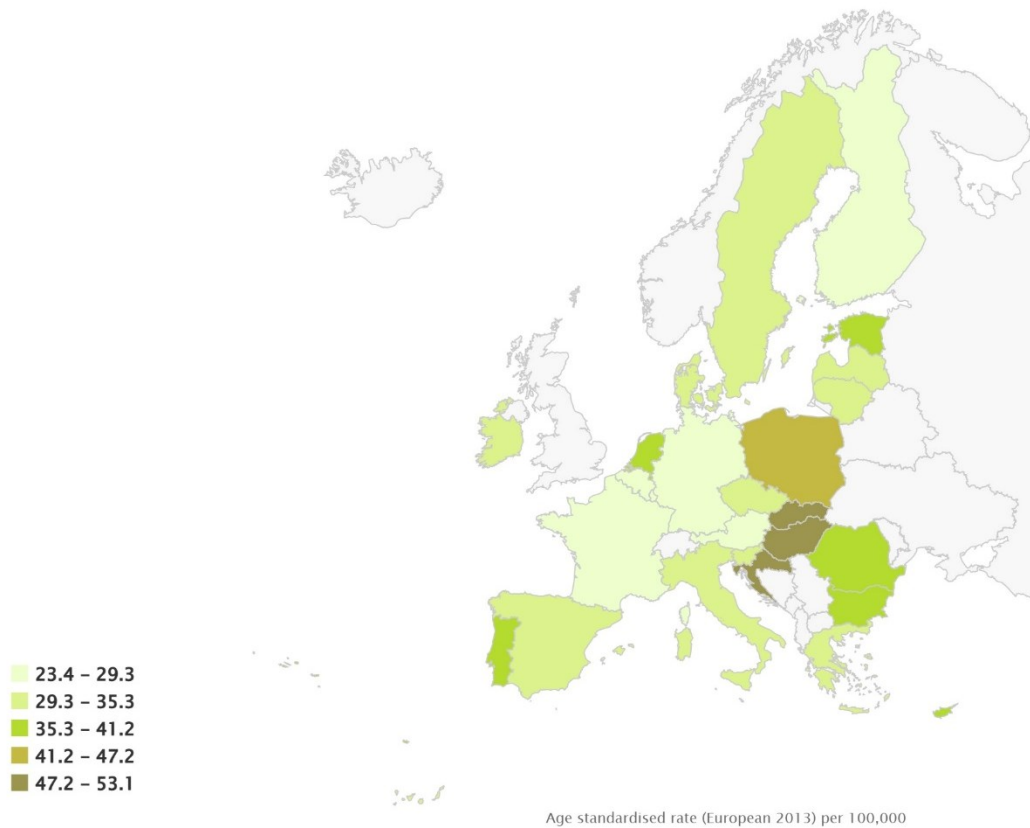 23.4 – 29.3
29.3 – 35.3
35.3 – 41.2
41.2 – 47.2
47.2 – 53.1
Age standardised rate (European 2013) per 100,000